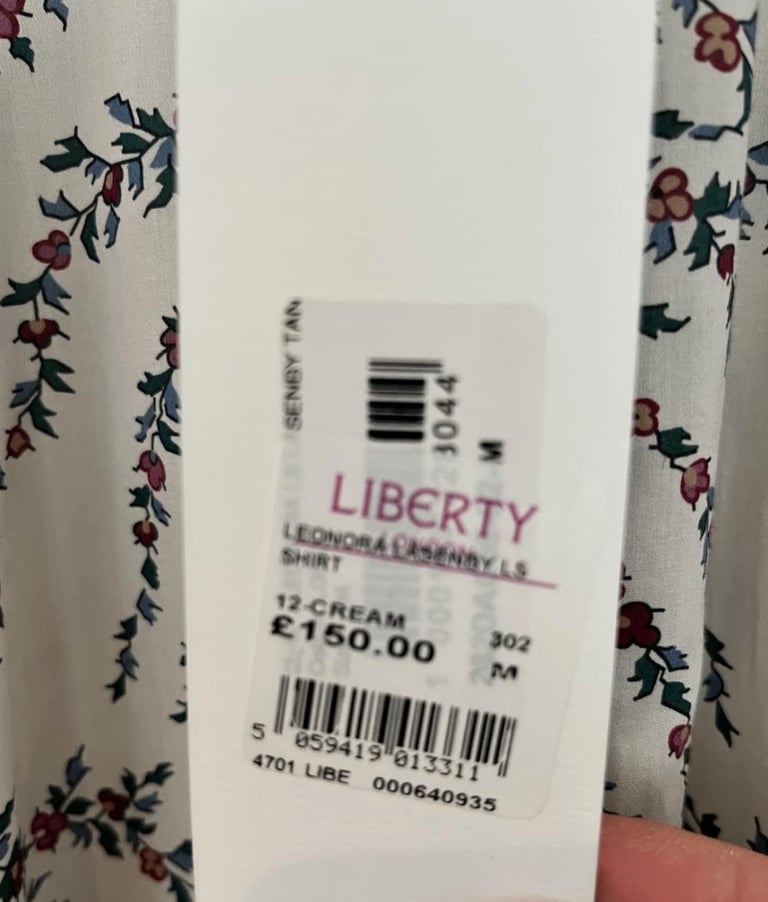 SENBY TAN
3044
M
LIBERTY
LONDON
LEONORA LASENBY LS
SHIRT
12-CREAM
£150.00
302
M
5 059419 013311
4701 LIBE 000640935